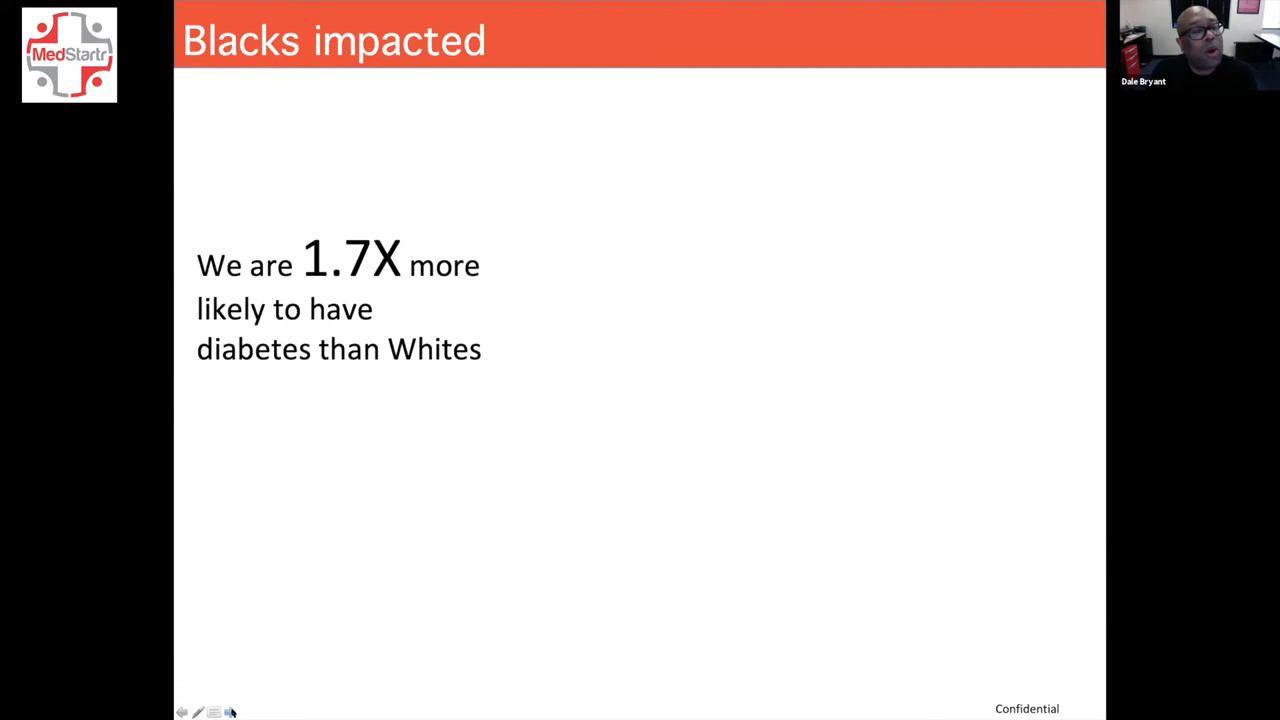 Blacks impacted
MedStartr
Dale Bryant
We are 1.7X more
likely to have
diabetes than Whites
Confidential